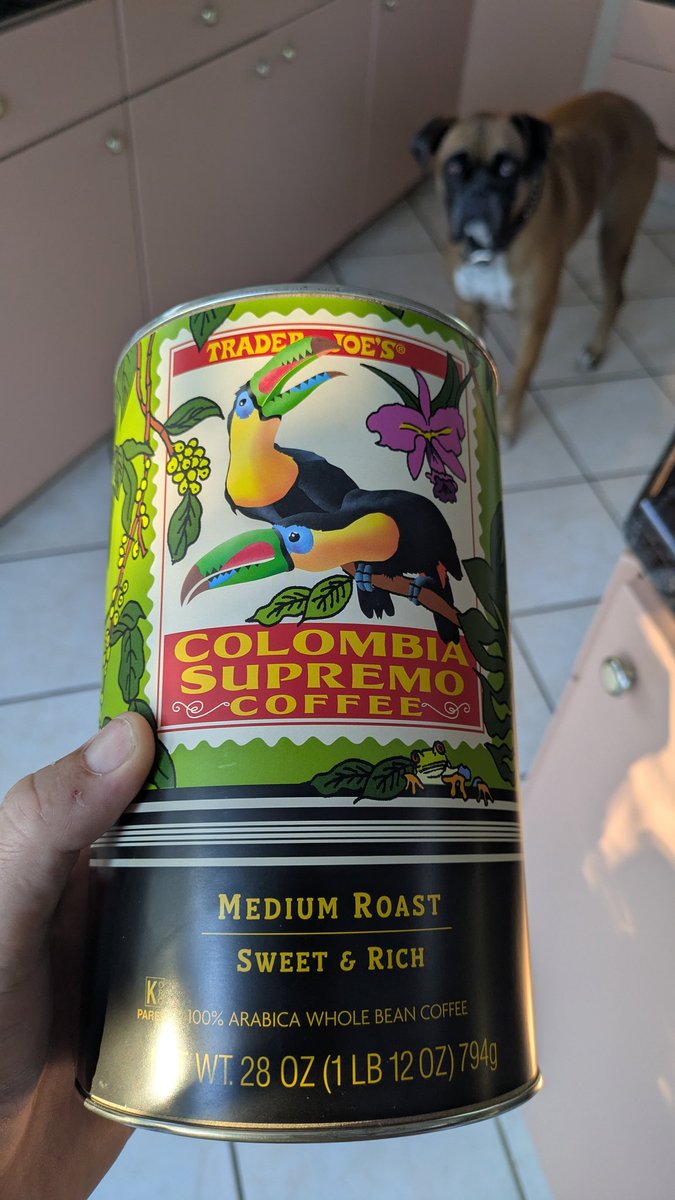 TRADER JOE'S®
COLOMBIA
SUPREMO
COFFEE
MEDIUM ROAST
SWEET & RICH
K
100% ARABICA WHOLE BEAN COFFEE
WT. 28 OZ (1 LB 12 OZ) 794g